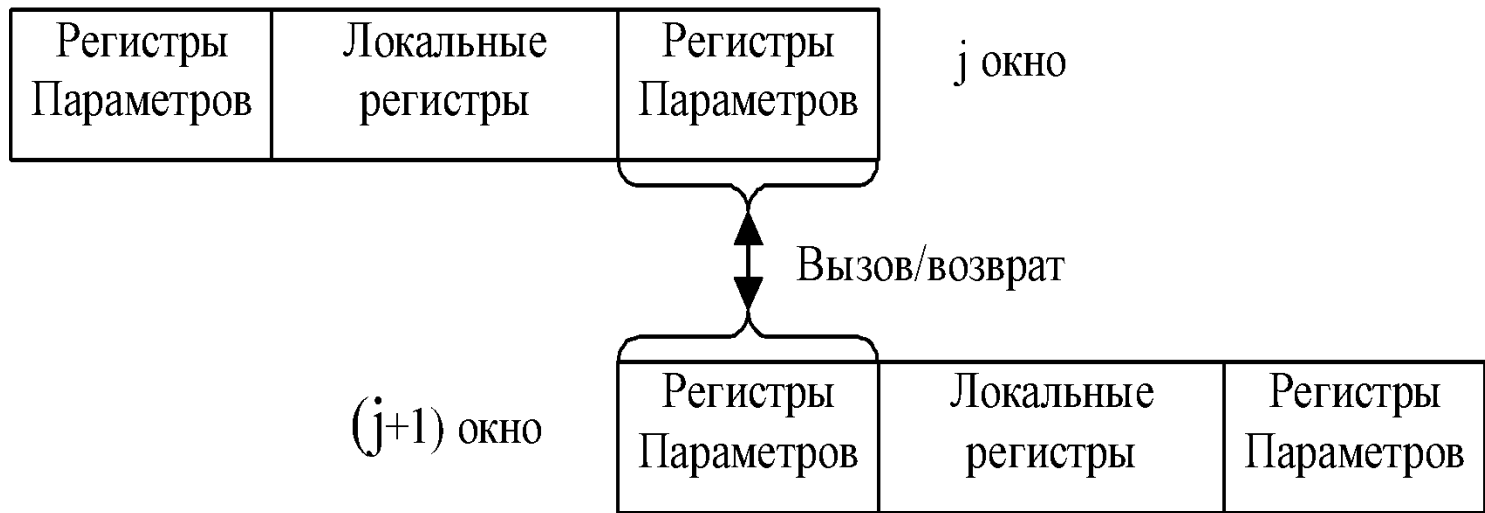 Регистры
Параметров
Локальные
регистры
Регистры
Параметров
j окно
Вызов/возврат
(j+1) окно
Регистры
Параметров
Локальные
регистры
Регистры
Параметров